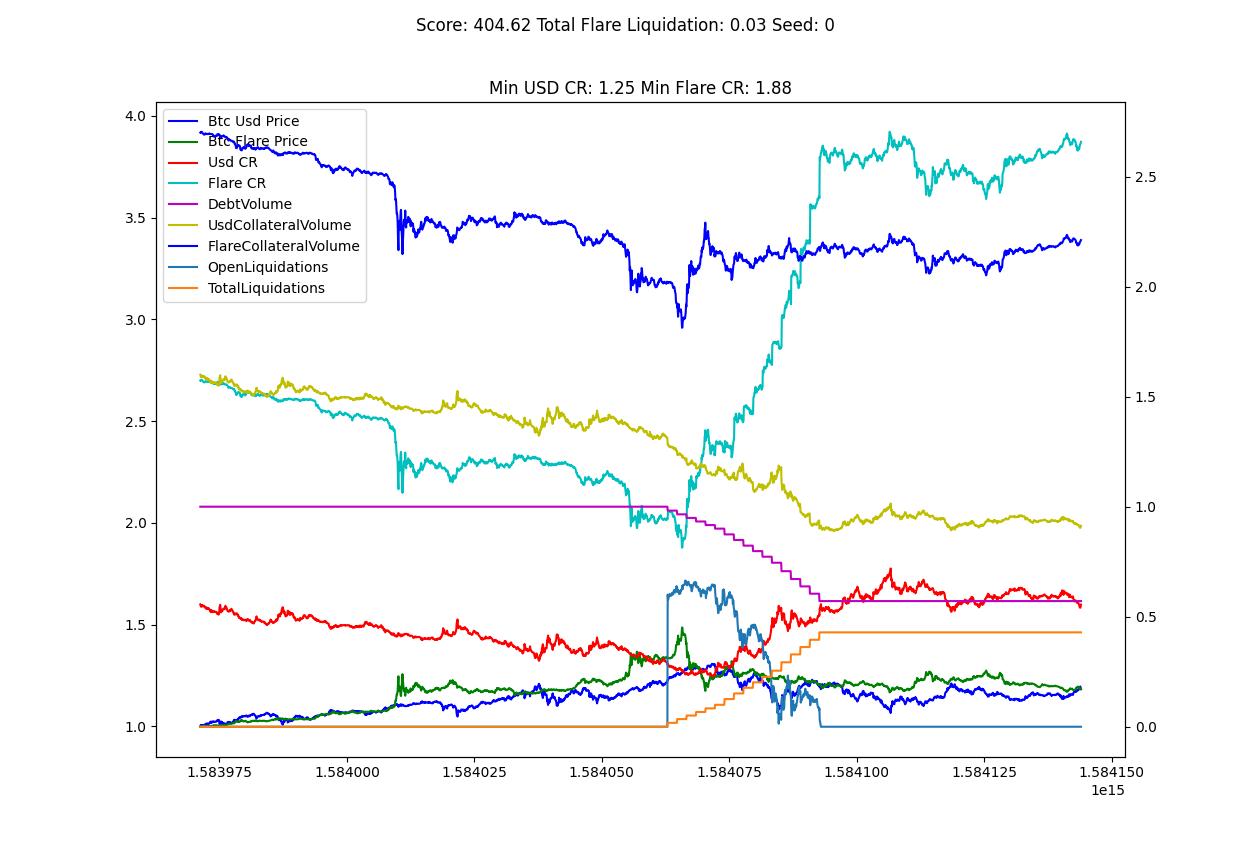 Score: 404.62 Total Flare Liquidation: 0.03 Seed: 0
Min USD CR: 1.25 Min Flare CR: 1.88
Btc Usd Price
Btc Flare Price
Usd CR
Flare CR
DebtVolume
UsdCollateralVolume
FlareCollateralVolume
OpenLiquidations
TotalLiquidations
4.0
3.5
3.0
2.5
2.0
1.5
1.0
2.5
2.0
1.5
1.0
0.5
0.0
1.583975 1.584000 1.584025 1.584050 1.584075 1.584100 1.584125 1.584150
1e15